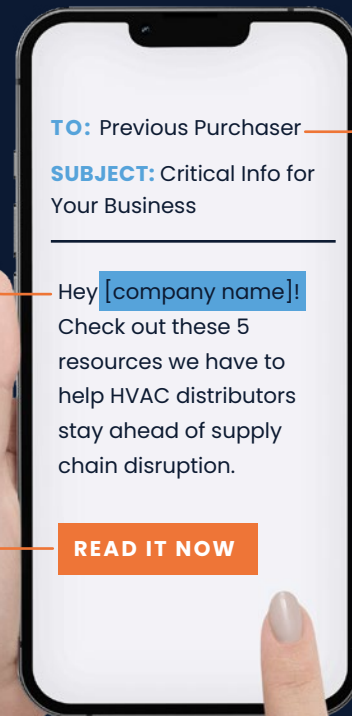 TO: Previous Purchaser
SUBJECT: Critical Info for
Your Business
Hey [company name]!
Check out these 5
resources we have to
help HVAC distributors
stay ahead of supply
chain disruption.
READ IT NOW